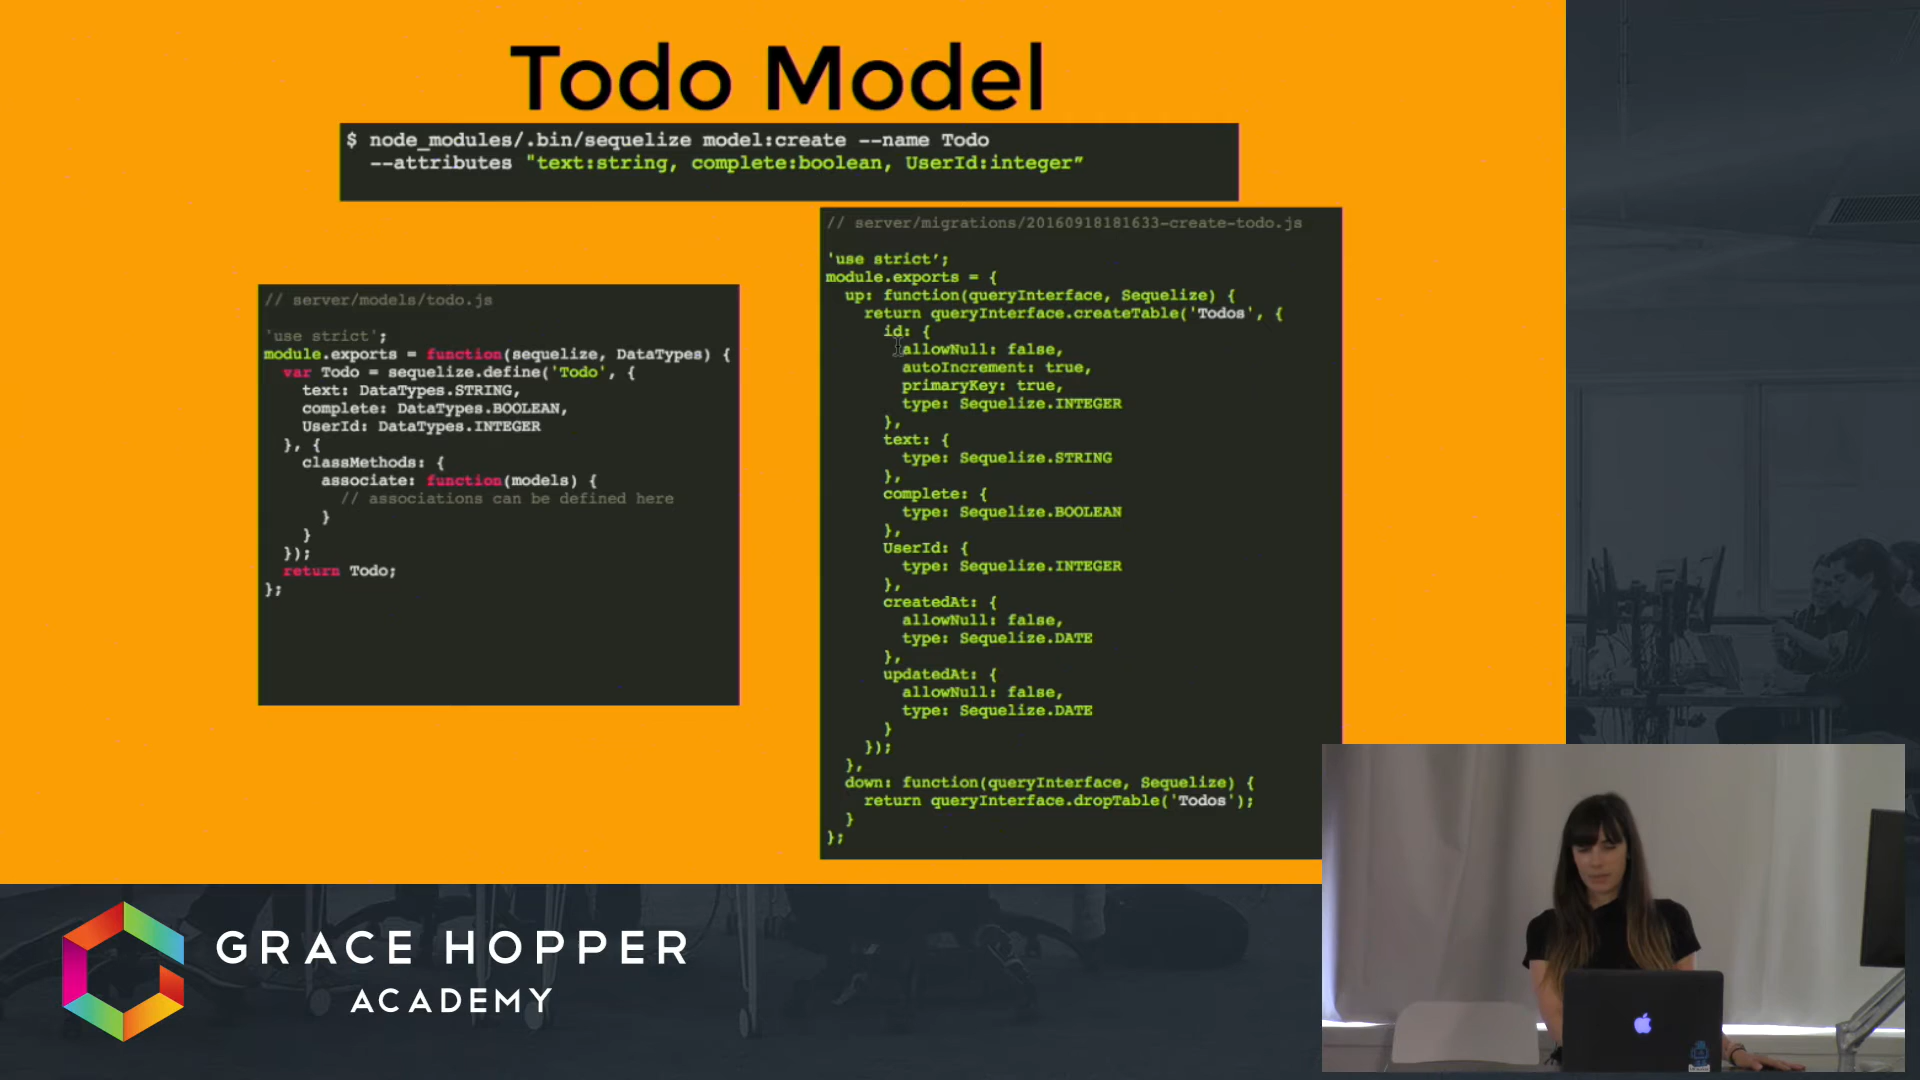 Todo Model
$ node_modules/.bin/sequelize model:create --name Todo
--attributes "text:string, complete:boolean, UserId:integer”
// server/models/todo.js
'use strict';
module.exports = function(sequelize, DataTypes) {
var Todo = sequelize.define('Todo', {
text: DataTypes.STRING,
complete: DataTypes.BOOLEAN,
UserId: DataTypes.INTEGER
}, {
classMethods: {
associate: function(models) {
// associations can be defined here
}
}
});
return Todo;
};
// server/migrations/20160918181633-create-todo.js
'use strict’;
module.exports = {
up: function(queryInterface, Sequelize) {
return queryInterface.createTable('Todos', {
id: {
allowNull: false,
autoIncrement: true,
primaryKey: true,
type: Sequelize.INTEGER
},
text: {
type: Sequelize.STRING
},
complete: {
type: Sequelize.BOOLEAN
},
UserId: {
type: Sequelize.INTEGER
},
createdAt: {
allowNull: false,
type: Sequelize.DATE
},
updatedAt: {
allowNull: false,
type: Sequelize.DATE
}
});
},
down: function(queryInterface, Sequelize) {
return queryInterface.dropTable('Todos');
}
};
GRACE HOPPER
ACADEMY